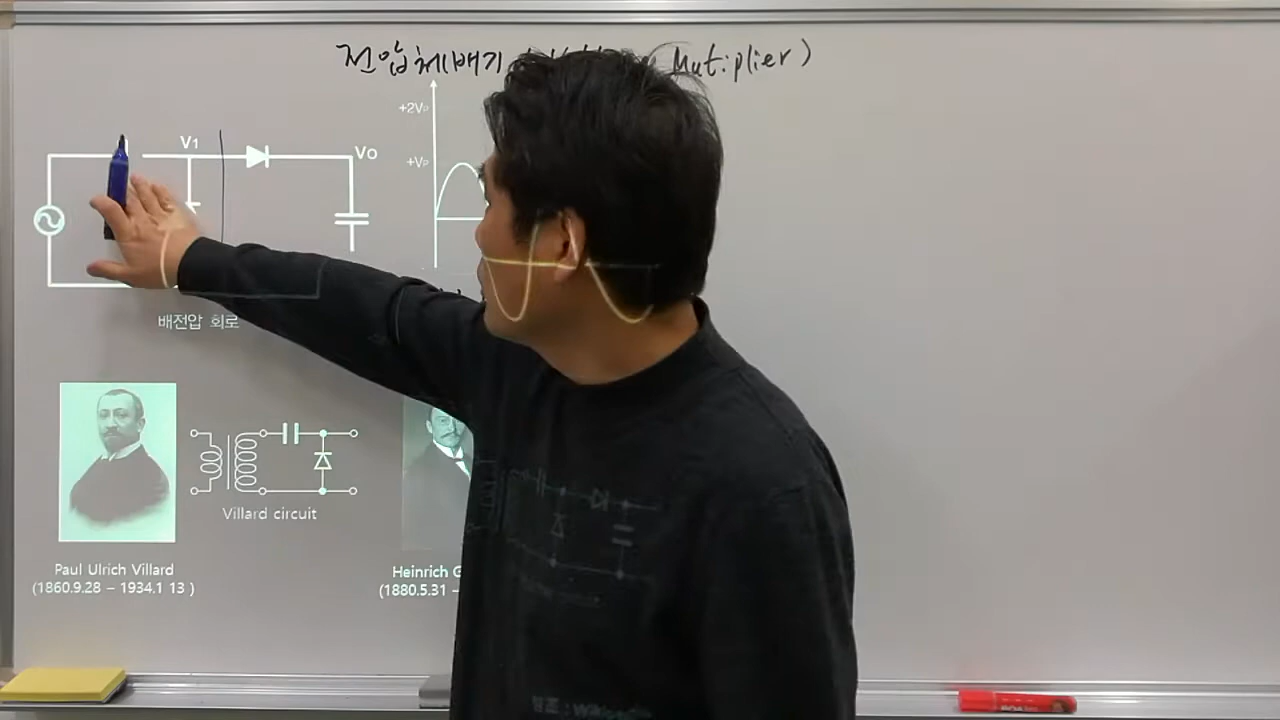 전압체배기 Mutiplier)
+2Vp
V1
VO
+Vp
배전압 회로
Villard circuit
Paul Ulrich Villard
(1860.9.28 – 1934.1 13 )
Heinrich G
(1880.5.31 –